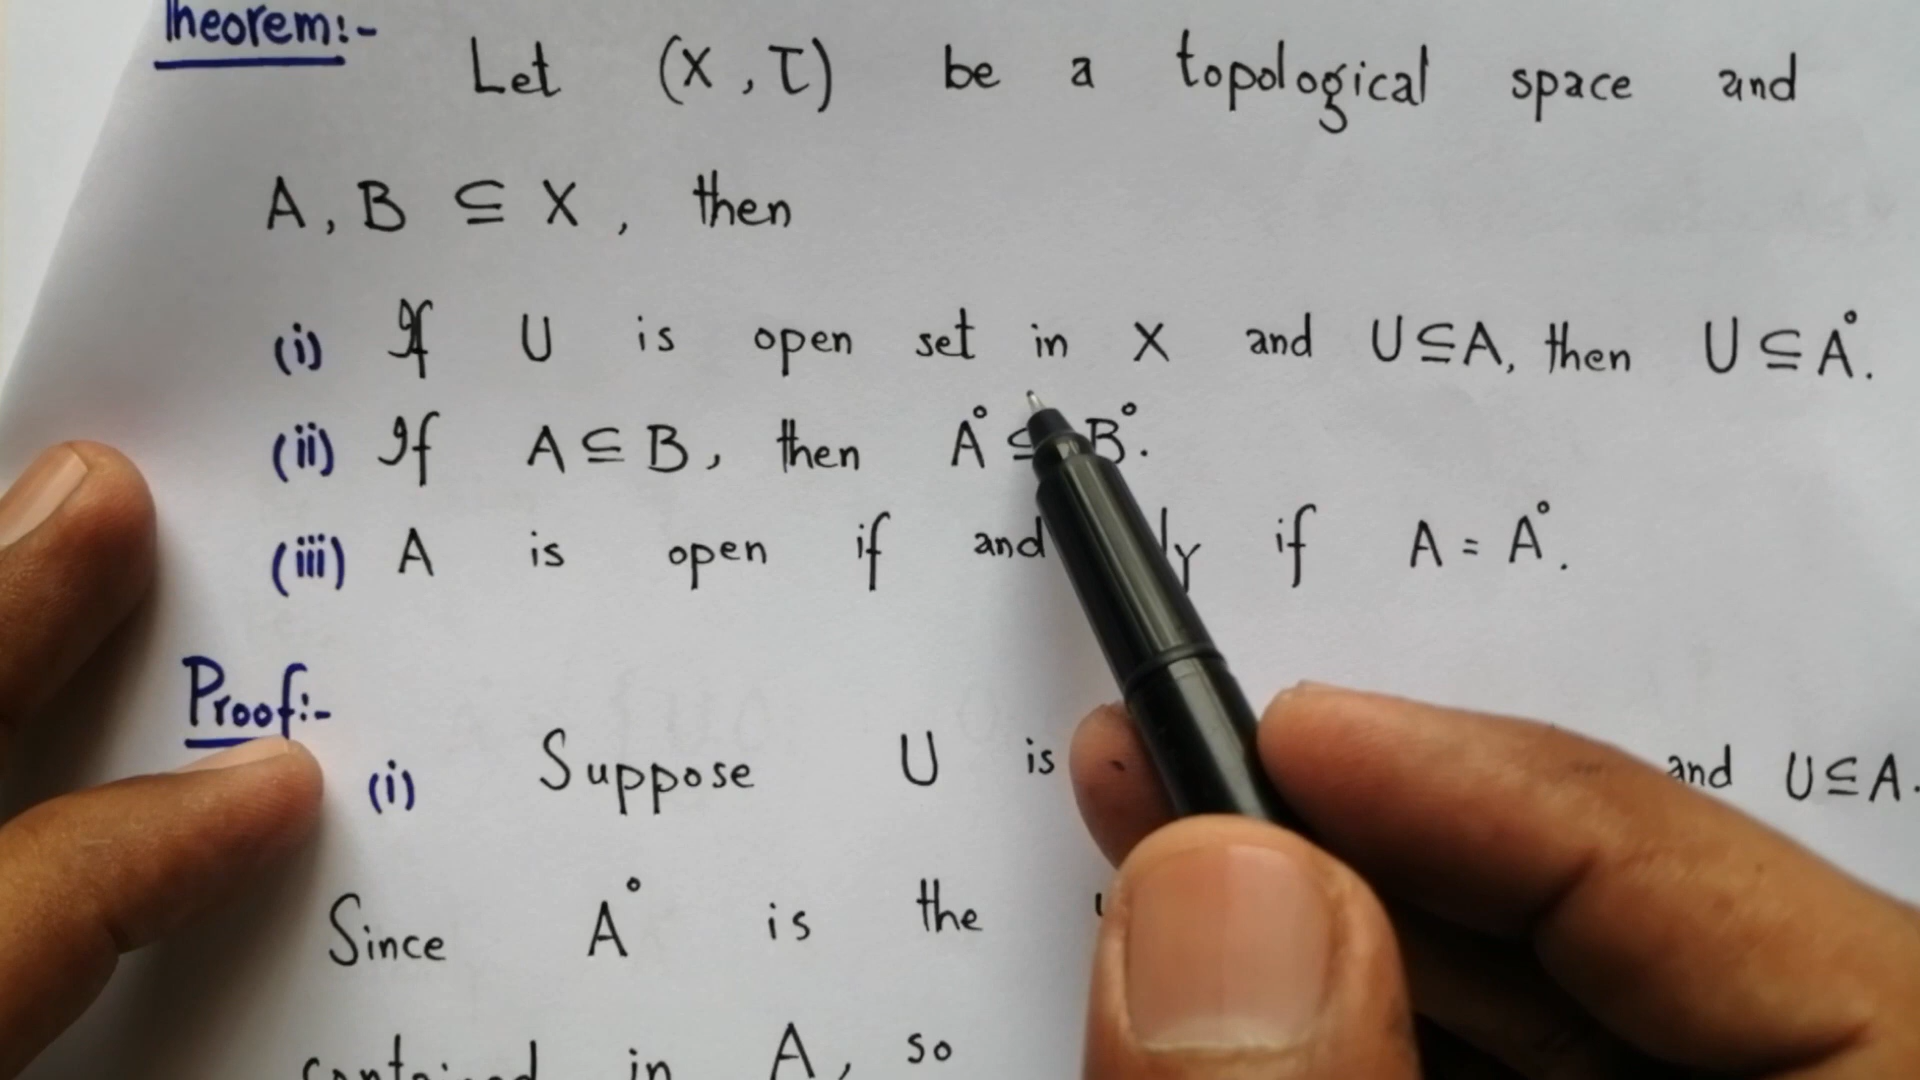 Theorem:-
Let (X, τ) be a topological space and
A, B ⊆ X, then
(i) If U is open set in X and U⊆A, then U⊆A°.
(ii) If A⊆B, then A° ⊆ B°.
(iii) A is open if and if A = A°.
Proof:-
(i) Suppose U is and U⊆A.
Since A° is the
in A, so